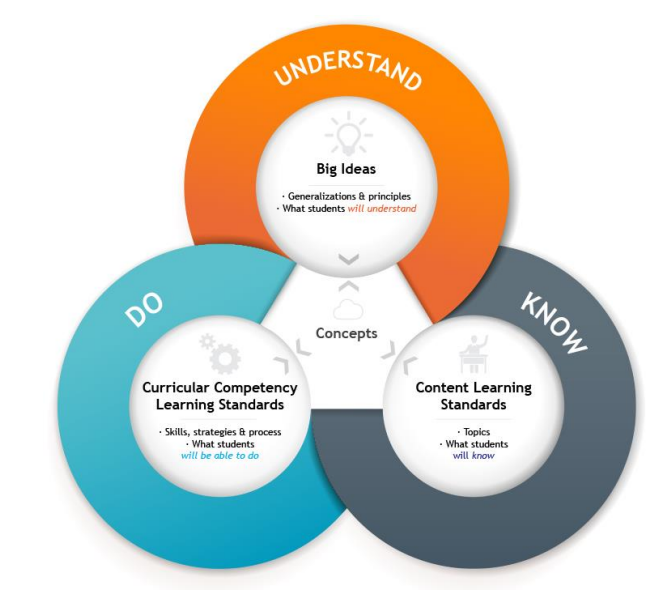 UNDERSTAND
Big Ideas
· Generalizations & principles
· What students will understand
DO
KNOW
Concepts
Curricular Competency
Learning Standards
· Skills, strategies & process
· What students
will be able to do
Content Learning
Standards
· Topics
· What students
will know